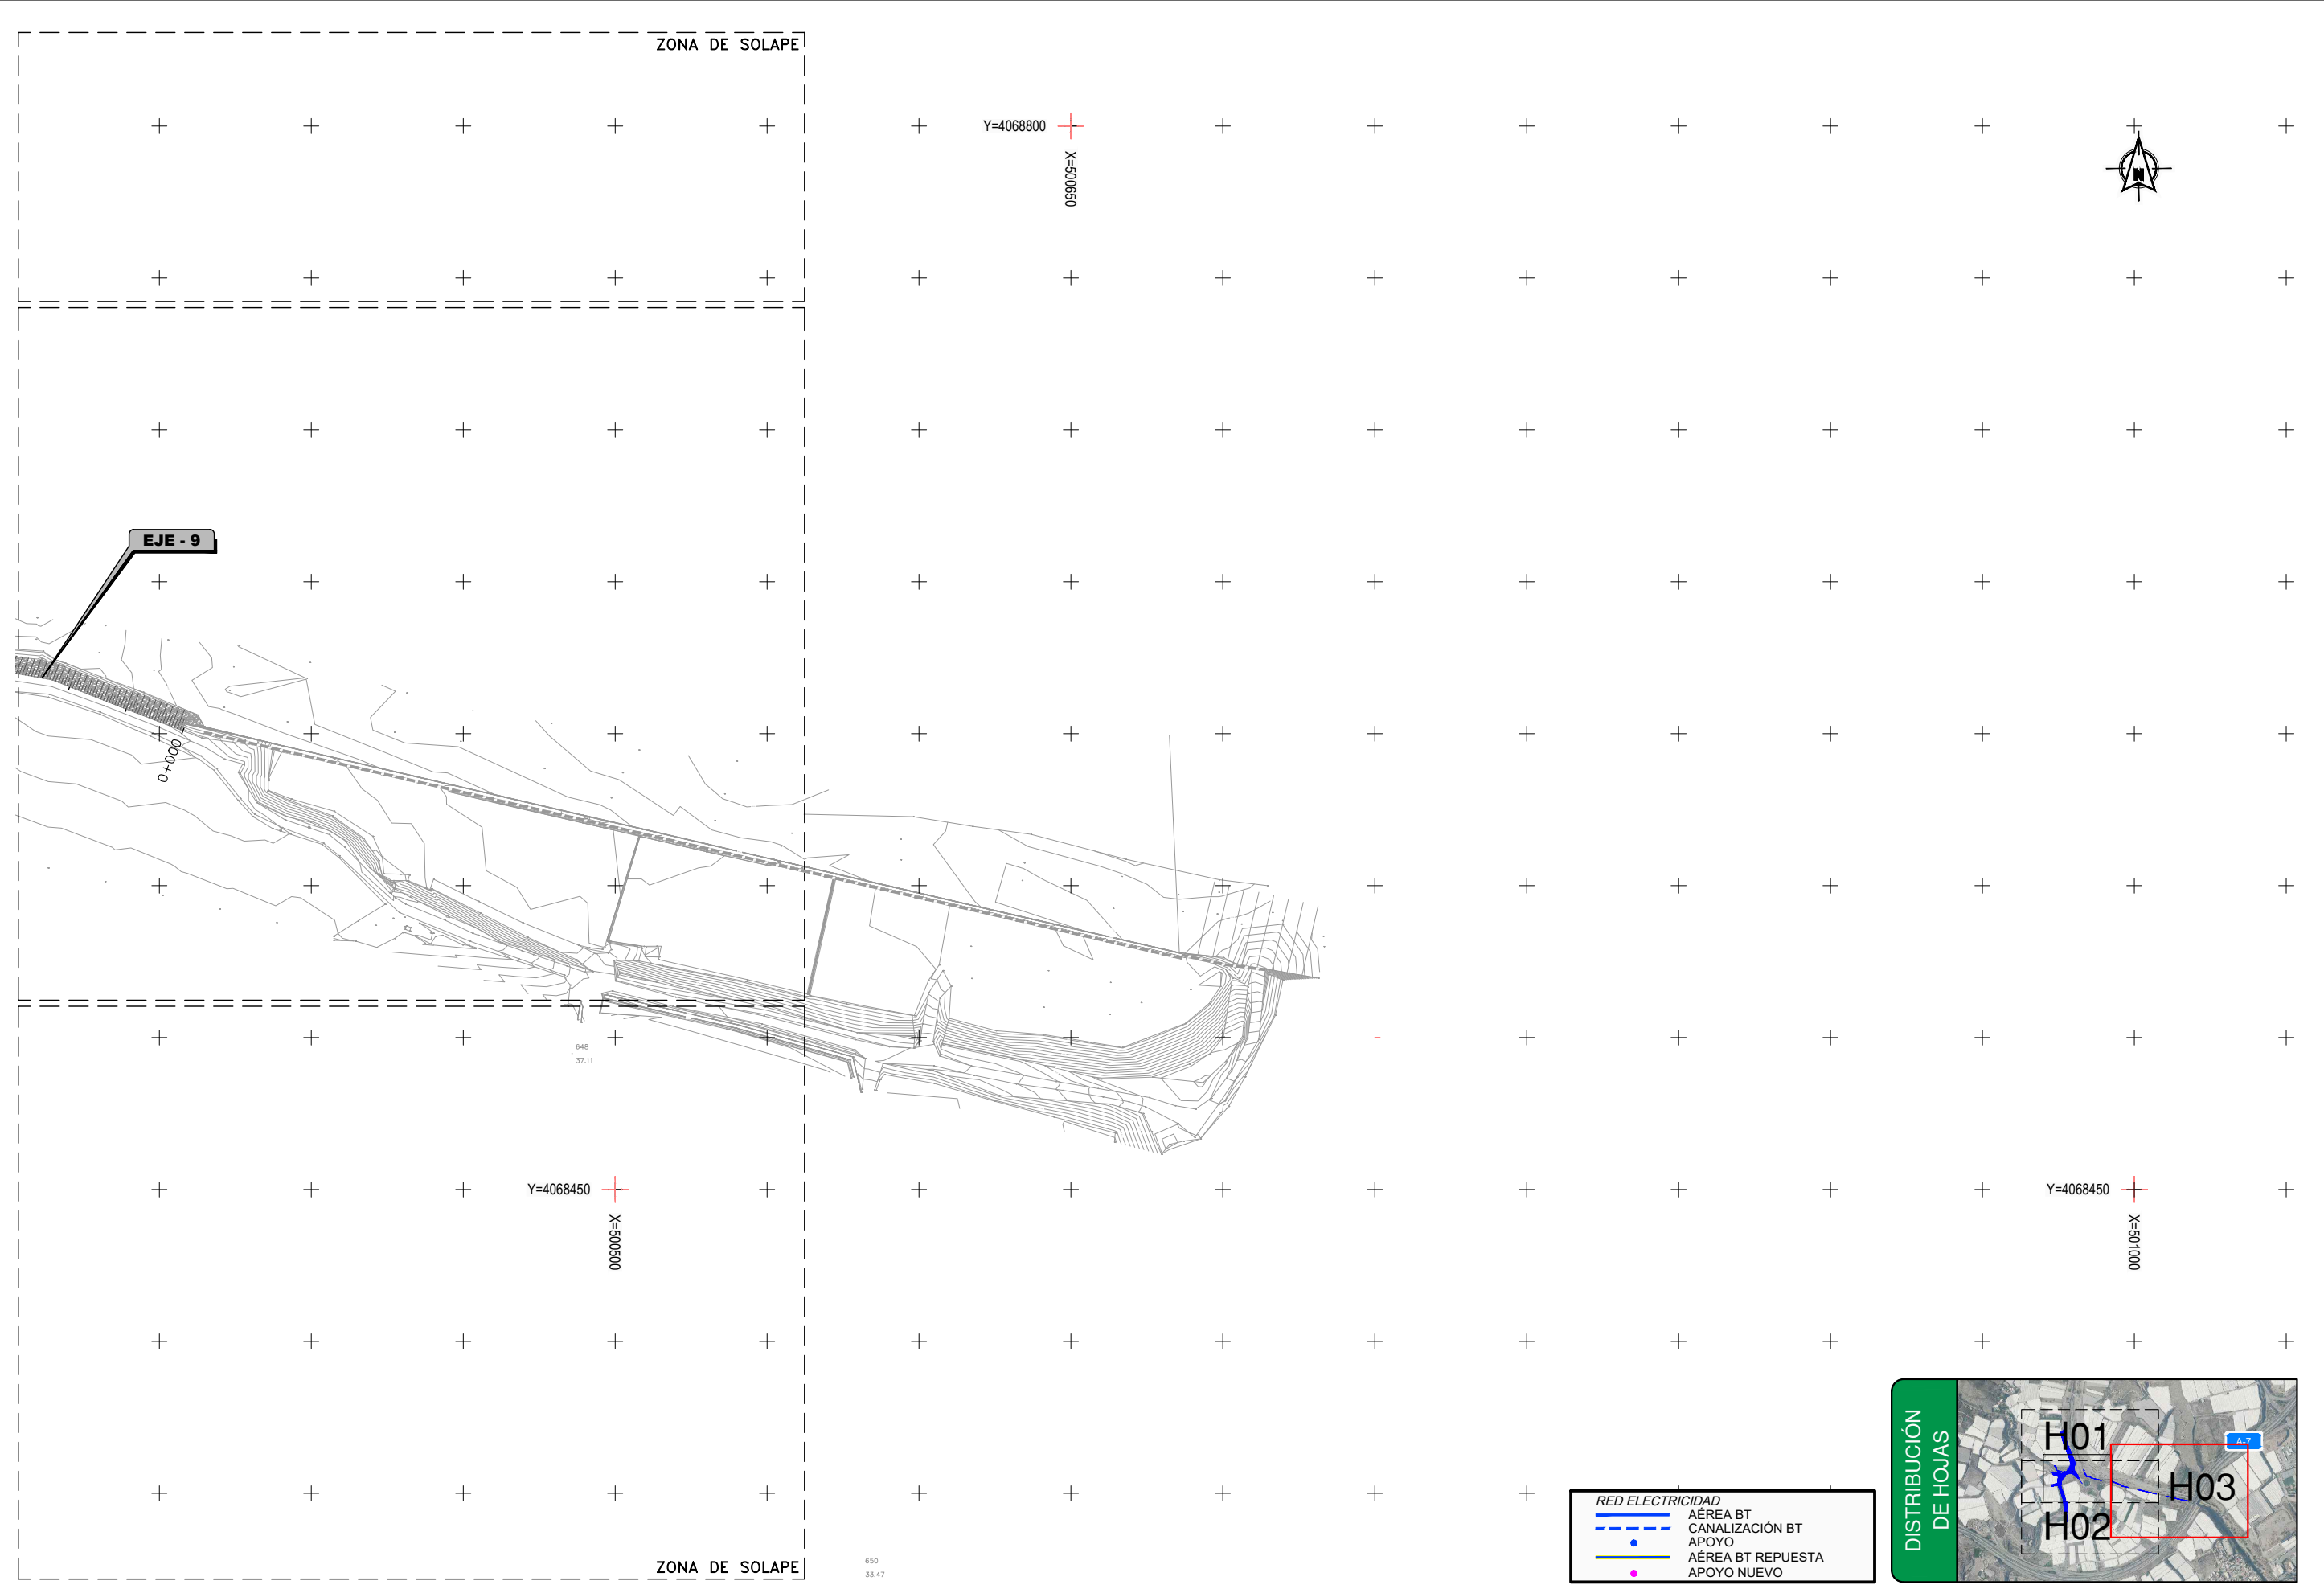 ZONA DE SOLAPE
Y=4068800
X=500650
N
EJE - 9
0+000
648
37.11
Y=4068450
X=500500
Y=4068450
X=501000
ZONA DE SOLAPE
650
33.47
RED ELECTRICIDAD
AÉREA BT
CANALIZACIÓN BT
APOYO
AÉREA BT REPUESTA
APOYO NUEVO
DISTRIBUCIÓN
DE HOJAS
H01
A-7
H03
H02